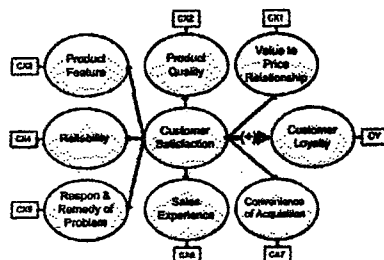 CX2
CX1
CX3
Product
Feature
Product
Quality
Value to
Price
Relationship
CX4
Reliability
Customer
Satisfaction
(+)
Customer
Loyalty
CY
CX5
Respon &
Remedy of
Problem
Sales
Experience
Convenience
of Acquisition
CX6
CX7